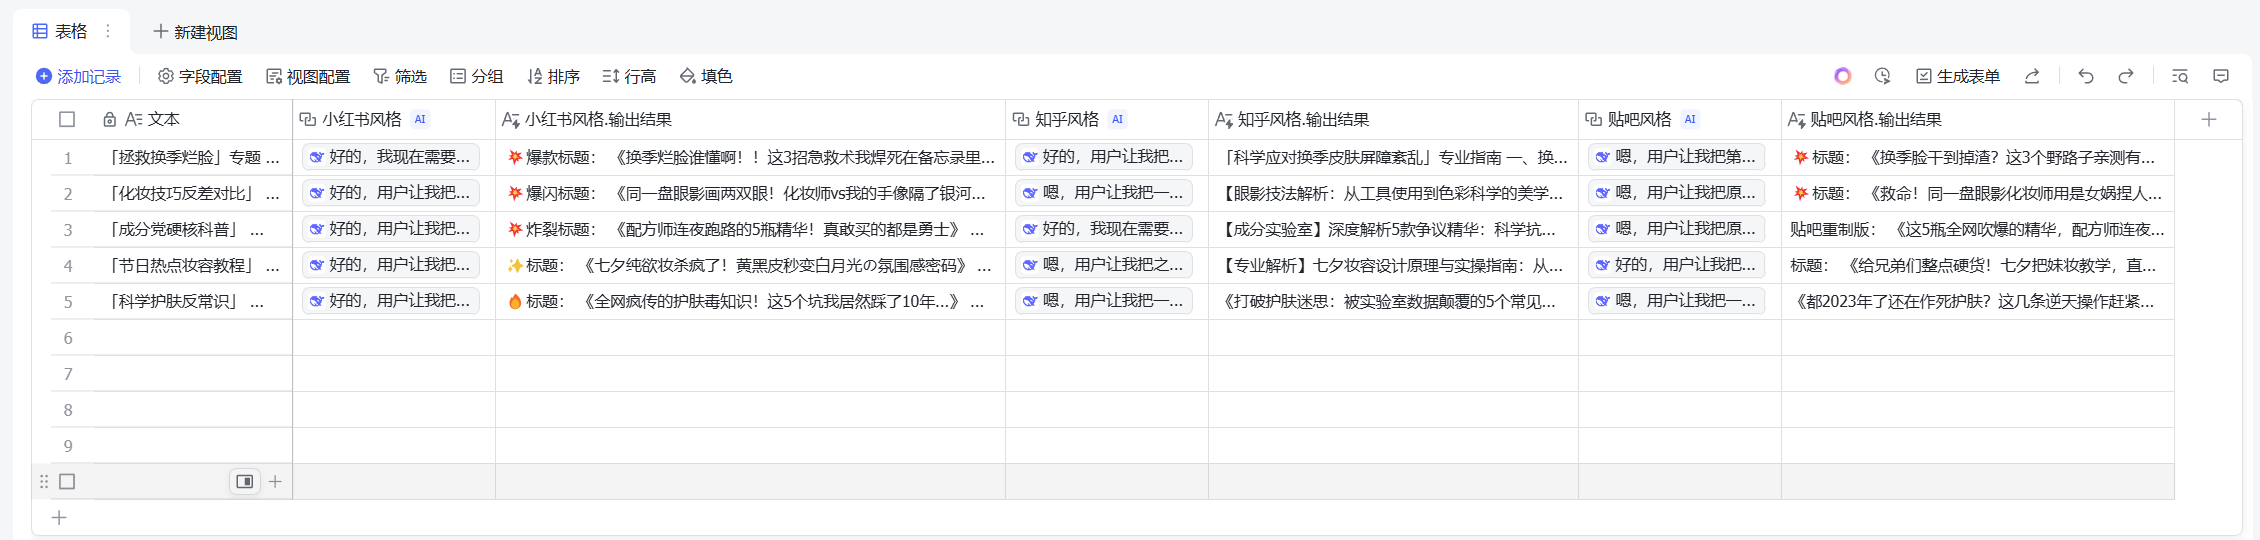 表格 新建视图
添加记录 字段配置 视图配置 筛选 分组 排序 行高 填色 生成表单
文本 小红书风格 AI 小红书风格.输出结果 知乎风格 AI 知乎风格.输出结果 贴吧风格 AI 贴吧风格.输出结果
1 「拯救换季烂脸」专题 ... 好的，我现在需要... 💥爆款标题：《换季烂脸谁懂啊！！这3招急救术我焊死在备忘录里... 好的，用户让我把... 「科学应对换季皮肤屏障紊乱」专业指南 一、换... 嗯，用户让我把第... 💥标题：《换季脸干到掉渣？这3个野路子亲测有...
2 「化妆技巧反差对比」 ... 好的，用户让我把... 💥爆闪标题：《同一盘眼影画两双眼！化妆师vs我的手像隔了银河... 嗯，用户让我把一... 【眼影技法解析：从工具使用到色彩科学的美学... 嗯，用户让我把原... 💥标题：《救命！同一盘眼影化妆师用是女娲捏人...
3 「成分党硬核科普」 ... 好的，用户让我把... 💥炸裂标题：《配方师连夜跑路的5瓶精华！真敢买的都是勇士》 ... 好的，我现在需要... 【成分实验室】深度解析5款争议精华：科学抗... 嗯，用户让我把原... 贴吧重制版：《这5瓶全网吹爆的精华，配方师连夜...
4 「节日热点妆容教程」 ... 好的，用户让我把... ✨标题：《七夕纯欲妆杀疯了！黄黑皮秒变白月光の氛围感密码》 ... 嗯，用户让我把之... 【专业解析】七夕妆容设计原理与实操指南：从... 好的，用户让我把... 标题：《给兄弟们整点硬货！七夕把妹妆教学，直...
5 「科学护肤反常识」 ... 好的，用户让我把... 🔥标题：《全网疯传的护肤毒知识！这5个坑我居然踩了10年...》 ... 嗯，用户让我把一... 《打破护肤迷思：被实验室数据颠覆的5个常见... 嗯，用户让我把一... 《都2023年了还在作死护肤？这几条逆天操作赶紧...
6
7
8
9